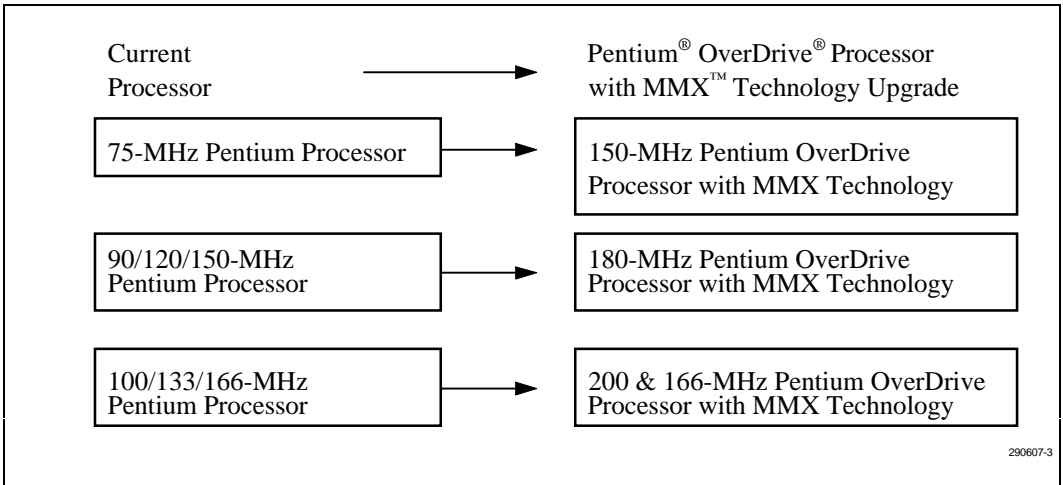 Current
Processor
Pentium® OverDrive® Processor
with MMX™ Technology Upgrade
75-MHz Pentium Processor
150-MHz Pentium OverDrive
Processor with MMX Technology
90/120/150-MHz
Pentium Processor
180-MHz Pentium OverDrive
Processor with MMX Technology
100/133/166-MHz
Pentium Processor
200 & 166-MHz Pentium OverDrive
Processor with MMX Technology
290607-3